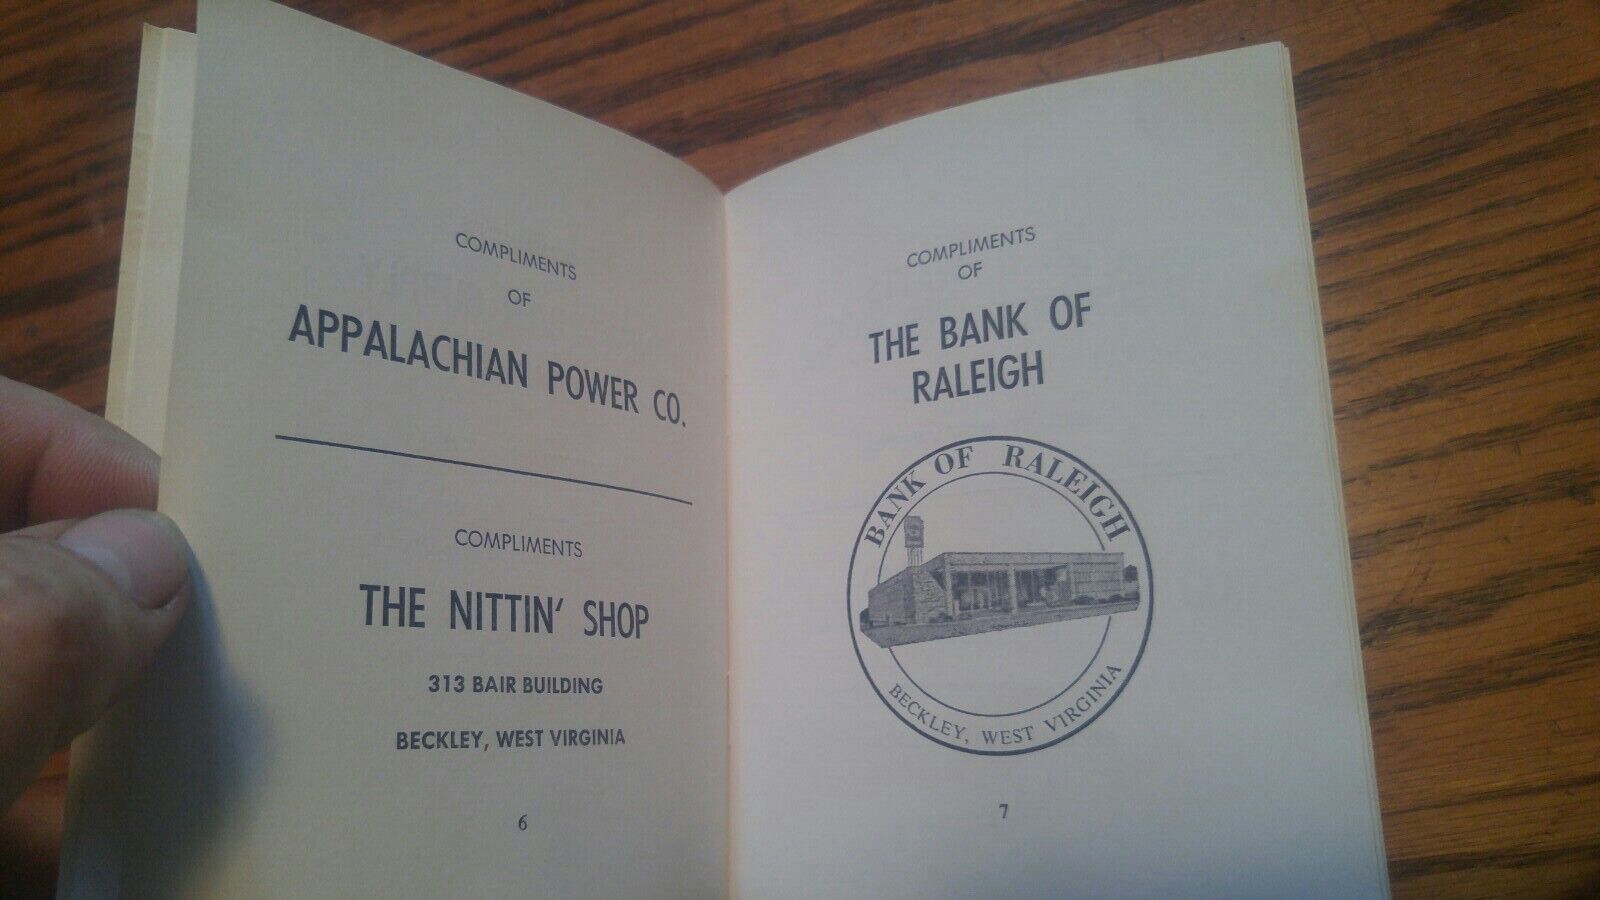 COMPLIMENTS
OF
APPALACHIAN POWER CO.
COMPLIMENTS
THE NITTIN' SHOP
313 BAIR BUILDING
BECKLEY, WEST VIRGINIA
6
COMPLIMENTS
OF
THE BANK OF
RALEIGH
BANK OF RALEIGH
BECKLEY, WEST VIRGINIA
7